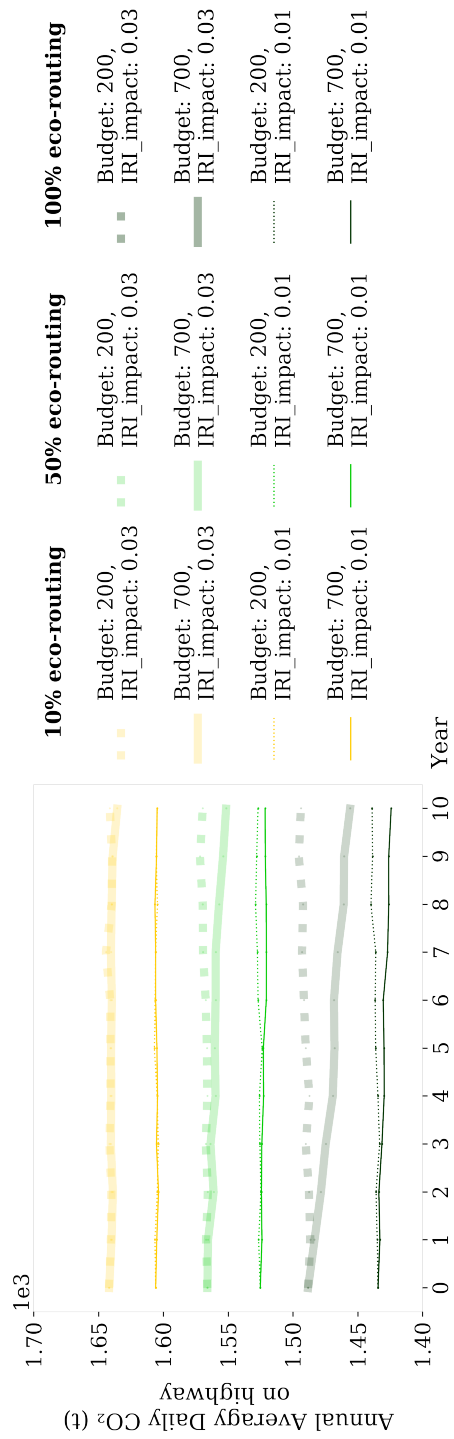 1e3
1.70
1.65
1.60
1.55
1.50
1.45
1.40
Annual Average Daily CO₂ (t)
on highway
0 1 2 3 4 5 6 7 8 9 10
Year
10% eco-routing
Budget: 200,
IRI_impact: 0.03
Budget: 700,
IRI_impact: 0.03
Budget: 200,
IRI_impact: 0.01
Budget: 700,
IRI_impact: 0.01
50% eco-routing
Budget: 200,
IRI_impact: 0.03
Budget: 700,
IRI_impact: 0.03
Budget: 200,
IRI_impact: 0.01
Budget: 700,
IRI_impact: 0.01
100% eco-routing
Budget: 200,
IRI_impact: 0.03
Budget: 700,
IRI_impact: 0.03
Budget: 200,
IRI_impact: 0.01
Budget: 700,
IRI_impact: 0.01